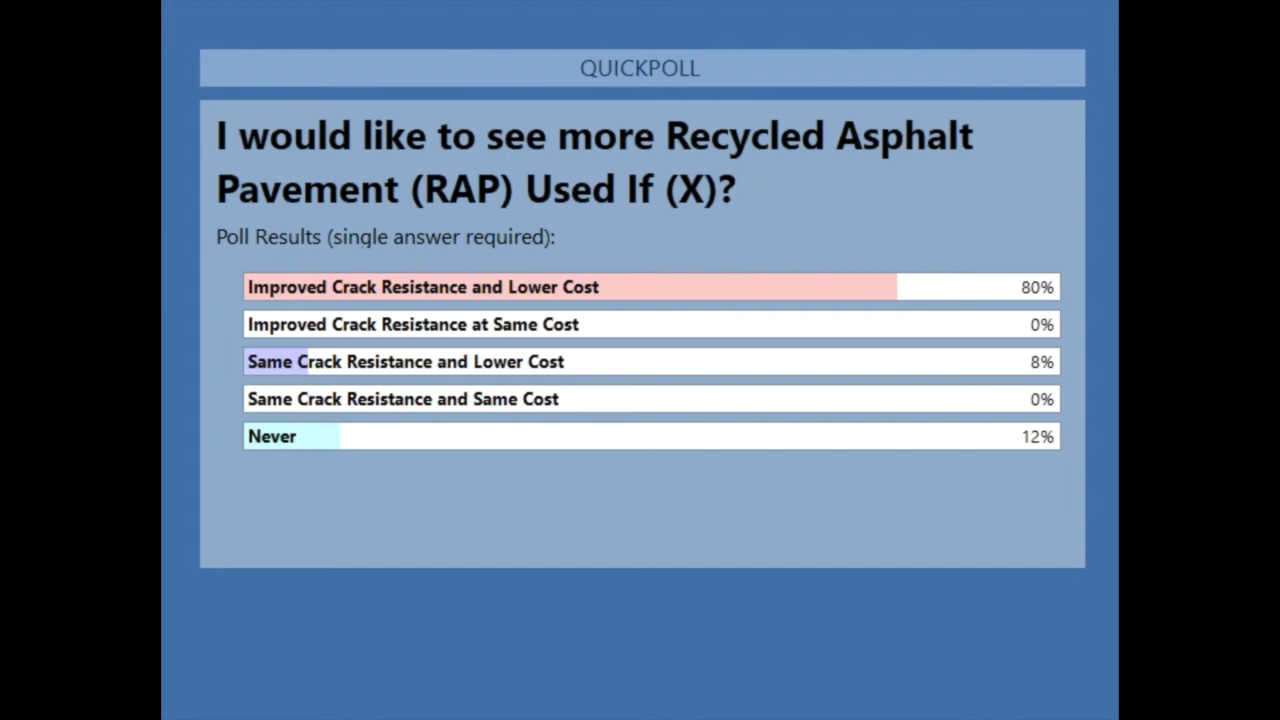 QUICKPOLL
I would like to see more Recycled Asphalt
Pavement (RAP) Used If (X)?
Poll Results (single answer required):
Improved Crack Resistance and Lower Cost 80%
Improved Crack Resistance at Same Cost 0%
Same Crack Resistance and Lower Cost 8%
Same Crack Resistance and Same Cost 0%
Never 12%